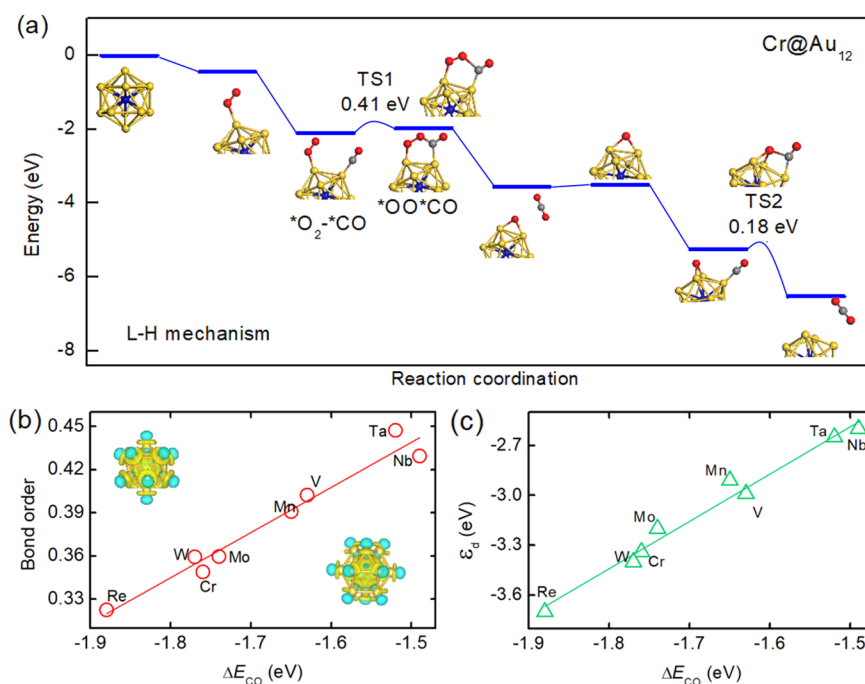 (a)
Cr@Au12
TS1
0.41 eV
*O2-*CO
*OO*CO
TS2
0.18 eV
L-H mechanism
0
-2
-4
-6
-8
Energy (eV)
Reaction coordination
(b)
0.45
0.42
0.39
0.36
0.33
Bond order
Ta
Nb
V
Mn
W
Mo
Cr
Re
-1.9
-1.8
-1.7
-1.6
-1.5
ΔECO (eV)
(c)
-2.7
-3.0
-3.3
-3.6
εd (eV)
Ta
Nb
Mn
V
Mo
W
Cr
Re
-1.9
-1.8
-1.7
-1.6
-1.5
ΔECO (eV)